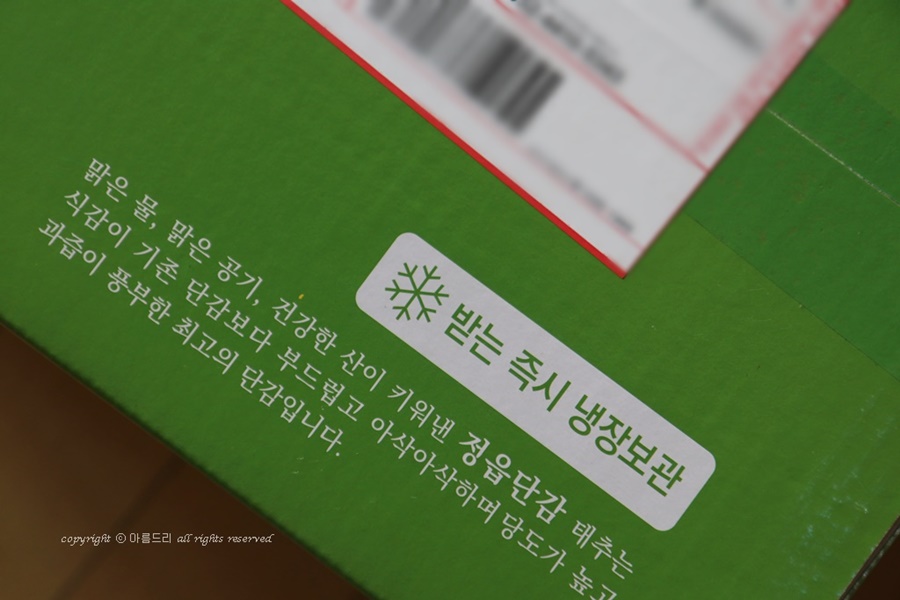 받는 즉시 냉장보관
맑은 물, 맑은 공기, 건강한 산이 키워낸 정읍단감 태추는
식감이 기존 단감보다 부드럽고 아삭아삭하며 당도가 높고
과즙이 풍부한 최고의 단감입니다.
copyright ⓒ 아름드리 all rights reserved